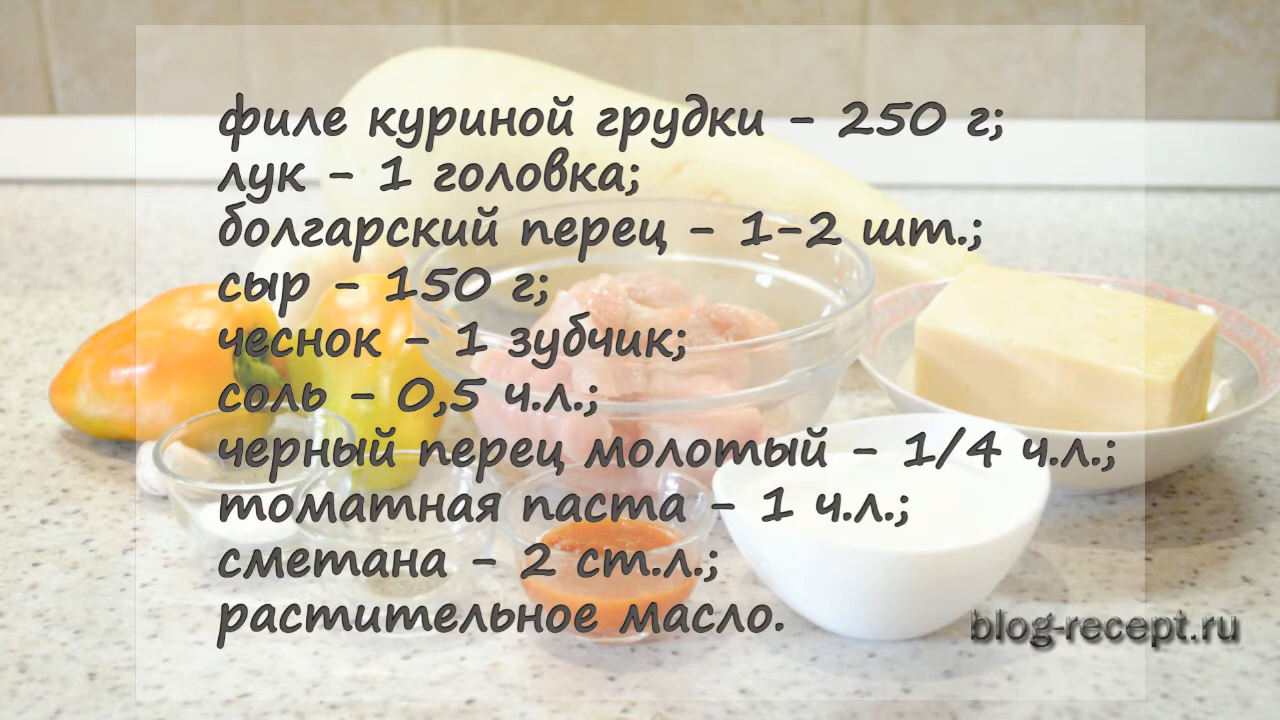 филе куриной грудки - 250 г;
лук - 1 головка;
болгарский перец - 1-2 шт.;
сыр - 150 г;
чеснок - 1 зубчик;
соль - 0,5 ч.л.;
черный перец молотый - 1/4 ч.л.;
томатная паста - 1 ч.л.;
сметана - 2 ст.л.;
растительное масло.
blog-recept.ru